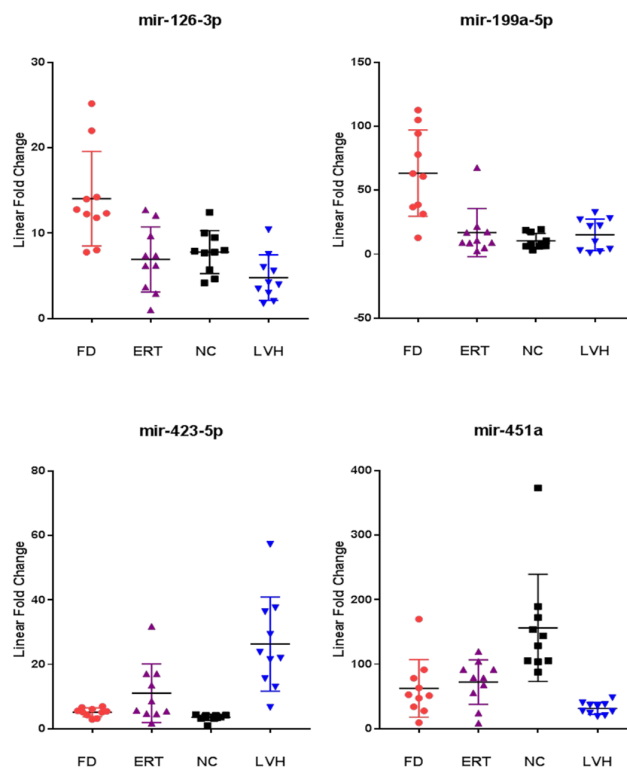 mir-126-3p
Linear Fold Change
30
20
10
0
FD ERT NC LVH
mir-199a-5p
Linear Fold Change
150
100
50
0
-50
FD ERT NC LVH
mir-423-5p
Linear Fold Change
80
60
40
20
0
FD ERT NC LVH
mir-451a
Linear Fold Change
400
300
200
100
0
FD ERT NC LVH